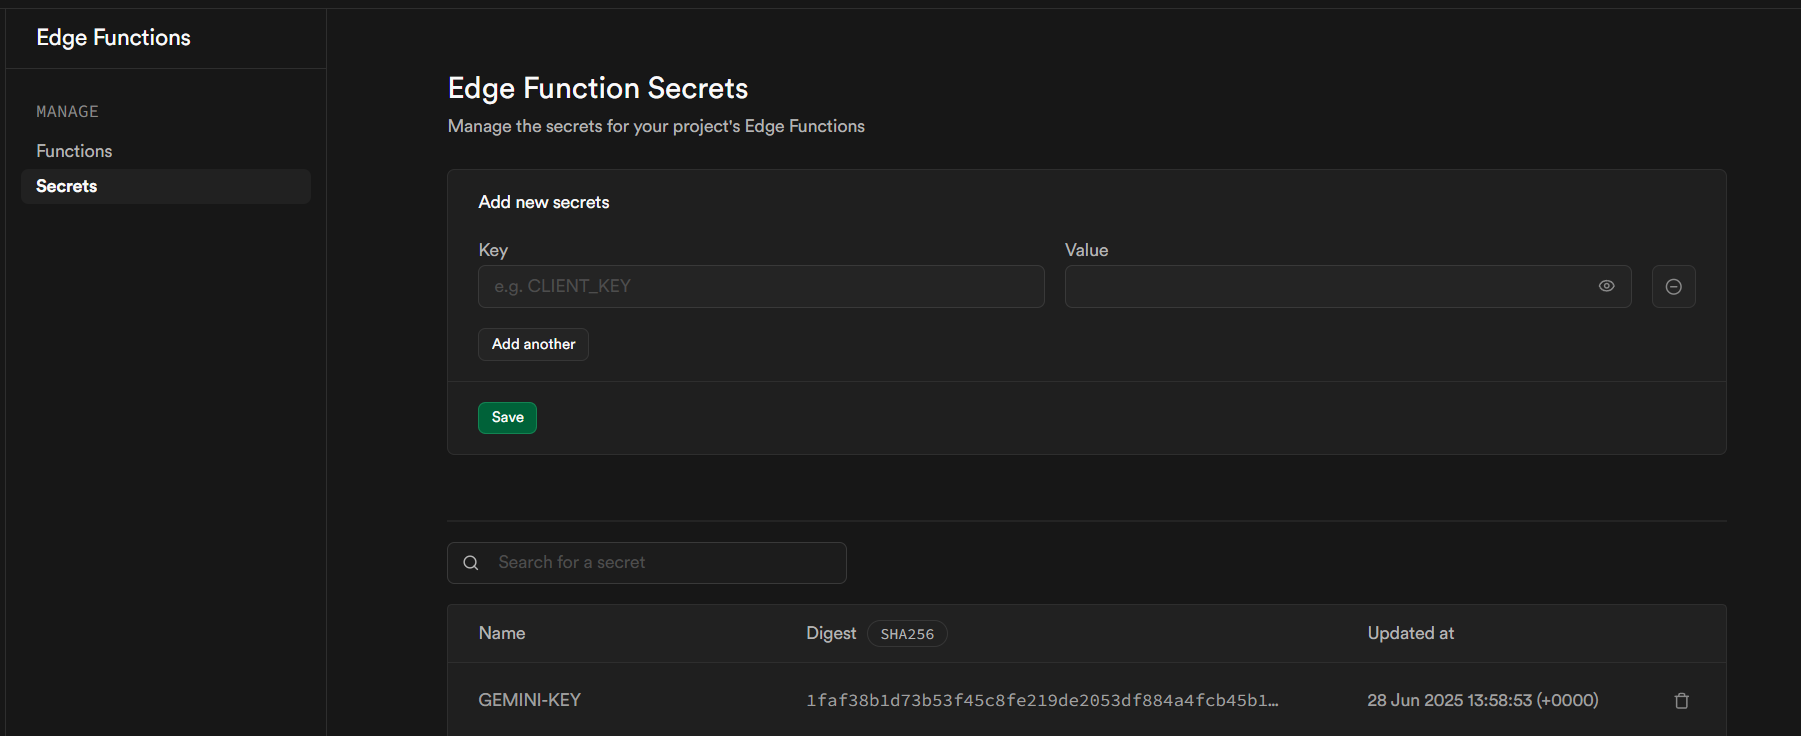 Edge Functions
MANAGE
Functions
Secrets
Edge Function Secrets
Manage the secrets for your project's Edge Functions
Add new secrets
Key Value
e.g. CLIENT_KEY
Add another
Save
Search for a secret
Name Digest SHA256 Updated at
GEMINI-KEY 1faf38b1d73b53f45c8fe219de2053df884a4fcb45b1… 28 Jun 2025 13:58:53 (+0000)